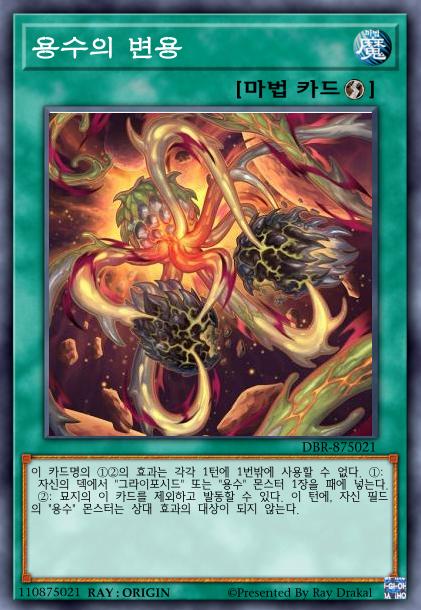 용수의 변용
마법
魔
[마법 카드]
DBR-875021
이 카드명의 ①②의 효과는 각각 1턴에 1번밖에 사용할 수 없다. ①:
자신의 덱에서 "그라이포시드" 또는 "용수" 몬스터 1장을 패에 넣는다.
②: 묘지의 이 카드를 제외하고 발동할 수 있다. 이 턴에, 자신 필드
의 "용수" 몬스터는 상대 효과의 대상이 되지 않는다.
110875021 RAY : ORIGIN ©Presented By Ray Drakal